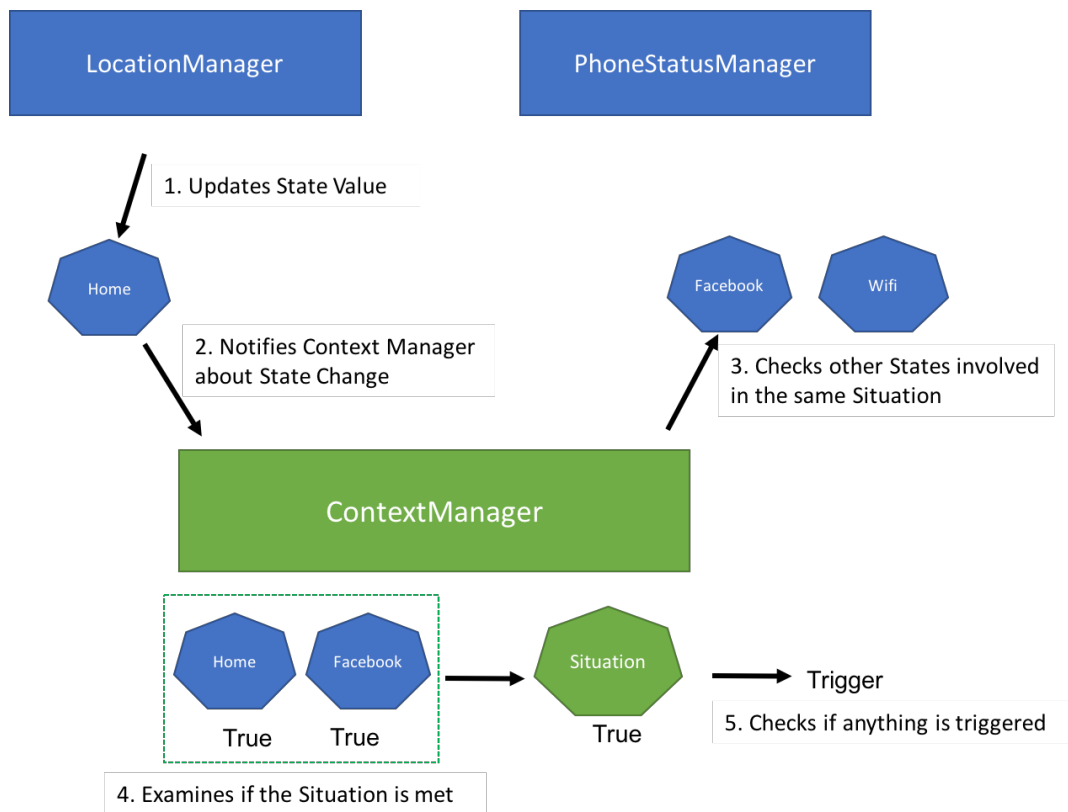 LocationManager
PhoneStatusManager
1. Updates State Value
Home
Facebook
Wifi
2. Notifies Context Manager
about State Change
3. Checks other States involved
in the same Situation
ContextManager
Home
Facebook
Situation
Trigger
True
True
True
5. Checks if anything is triggered
4. Examines if the Situation is met